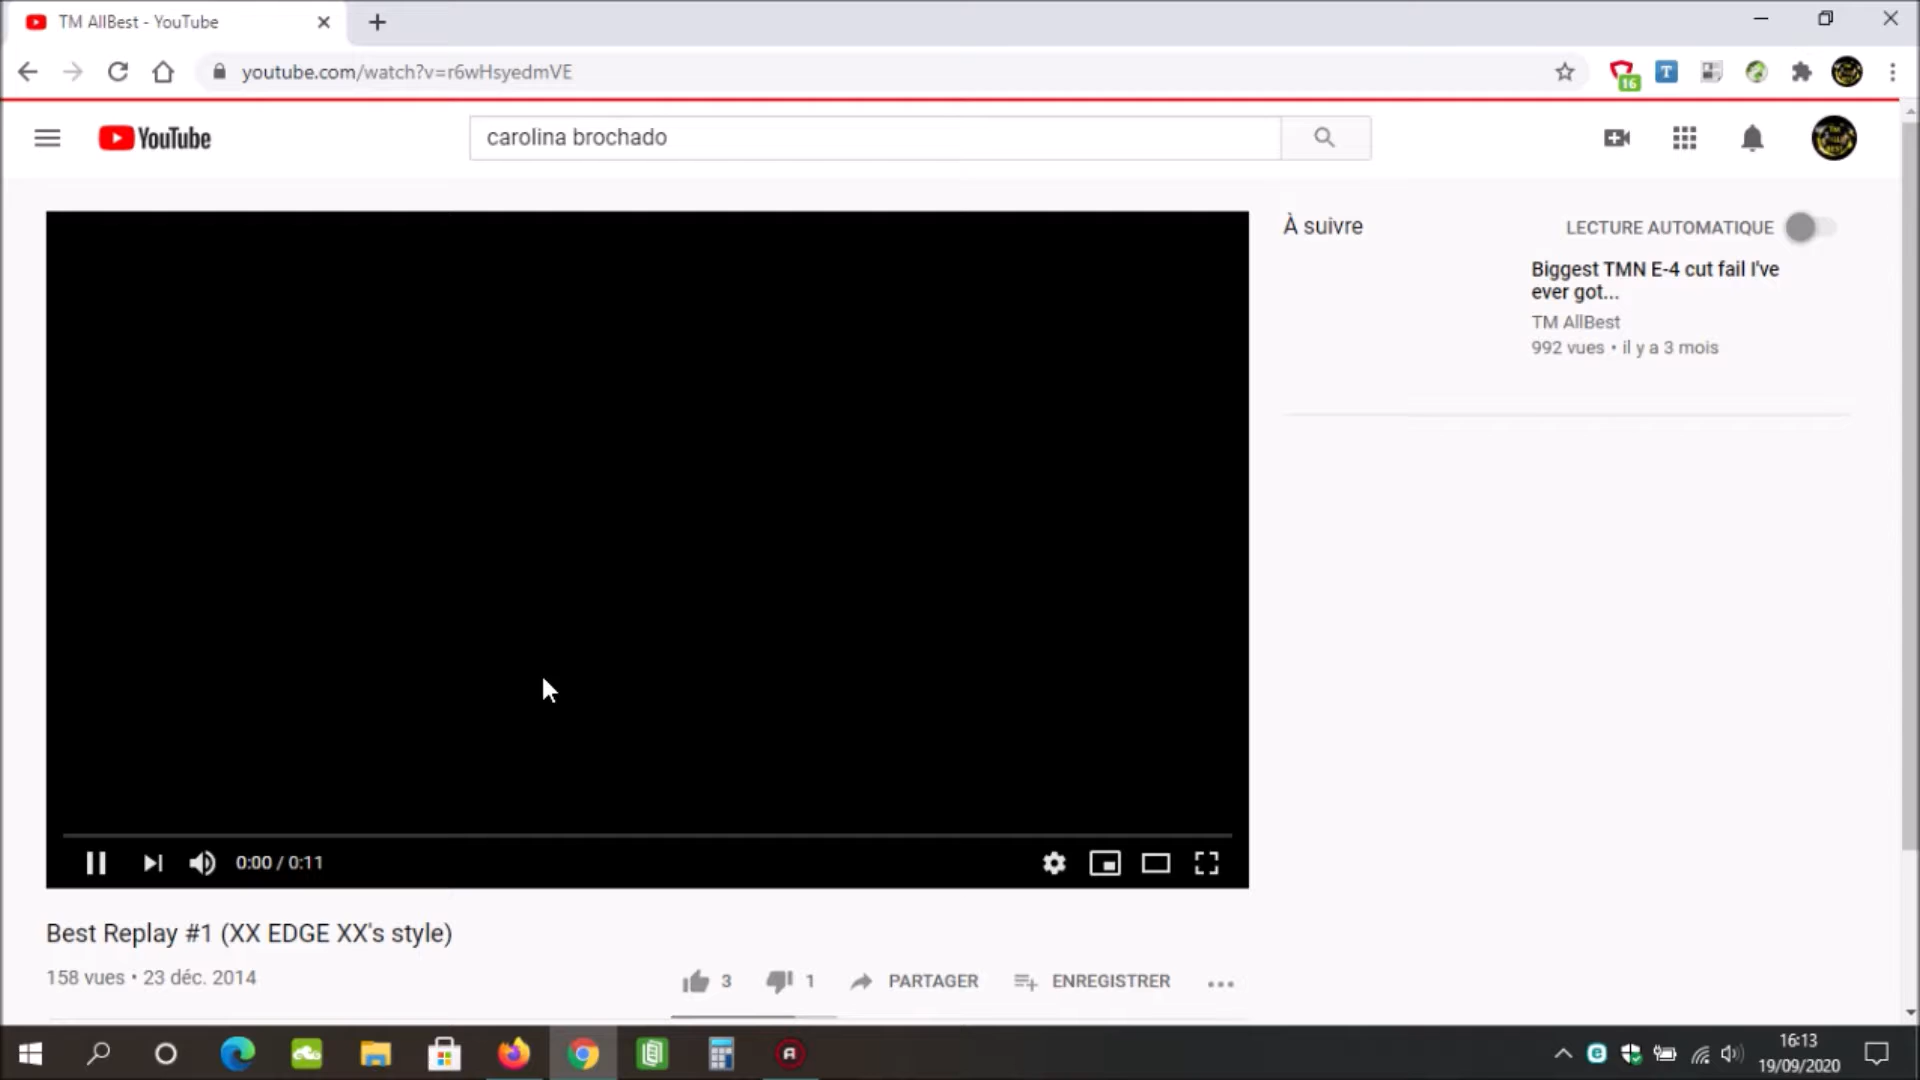 TM AllBest - YouTube
youtube.com/watch?v=r6wHsyedmVE
16
T
YouTube
carolina brochado
À suivre
LECTURE AUTOMATIQUE
Biggest TMN E-4 cut fail I've
ever got...
TM AllBest
992 vues • il y a 3 mois
0:00 / 0:11
Best Replay #1 (XX EDGE XX's style)
158 vues • 23 déc. 2014
3
1
PARTAGER
ENREGISTRER
16:13
19/09/2020